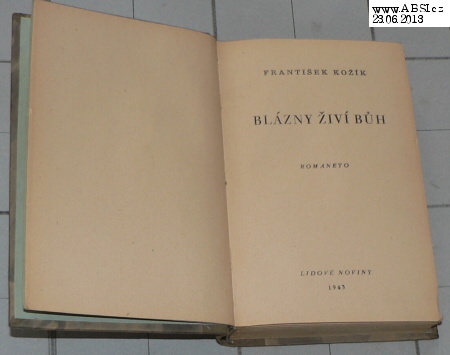 www.ABSI.cz
23.06.2013
FRANTIŠEK KOŽÍK
BLÁZNY ŽIVÍ BŮH
ROMANETO
LIDOVÉ NOVINY
1943